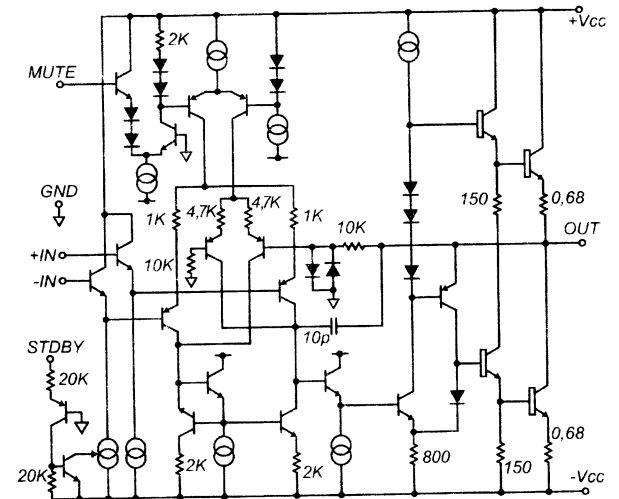 +Vcc
2K
MUTE
GND
150
0,68
1K
4,7K
4,7K
1K
OUT
10K
+IN
10K
-IN
10p
STDBY
20K
0,68
20K
2K
2K
800
150
-Vcc